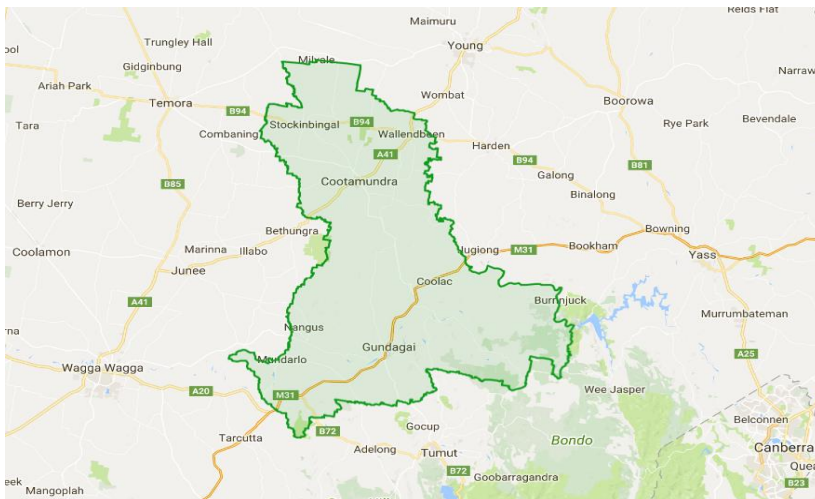 Reids Flat
Maimuru
Trungley Hall
Young
Milvale
Gidginbung
Narraw
Ariah Park
Wombat
Temora
Boorowa
B94
Stockinbingal
B94
Rye Park
Bevendale
Tara
Combaning
Wallendbeen
Harden
A41
B94
B81
Galong
B85
Cootamundra
Binalong
Berry Jerry
Bethungra
Bowning
Coolamon
Marinna
Illabo
Jugiong
M31
Bookham
Yass
Junee
Coolac
A41
Burrinjuck
Murrumbateman
Nangus
Gundagai
A25
Mundarlo
Wagga Wagga
A20
M31
Wee Jasper
Belconnen
Tarcutta
B72
Gocup
Bondo
Adelong
Tumut
Canberra
B72
Goobarragandra
Quea
eek
Mangoplah
B23